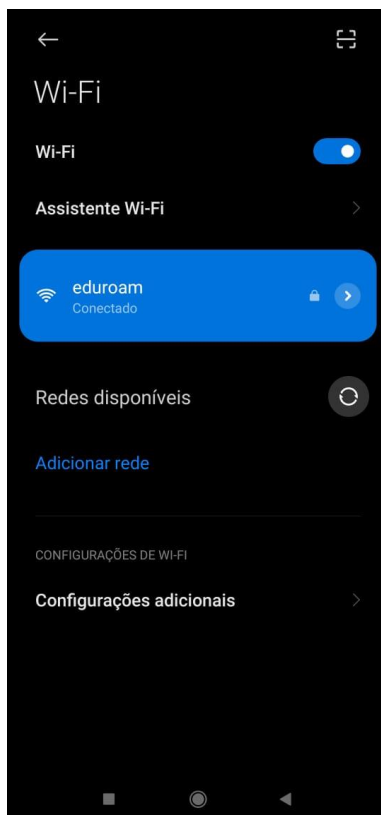 Wi-Fi
Wi-Fi
Assistente Wi-Fi
eduroam
Conectado
Redes disponíveis
Adicionar rede
CONFIGURAÇÕES DE WI-FI
Configurações adicionais